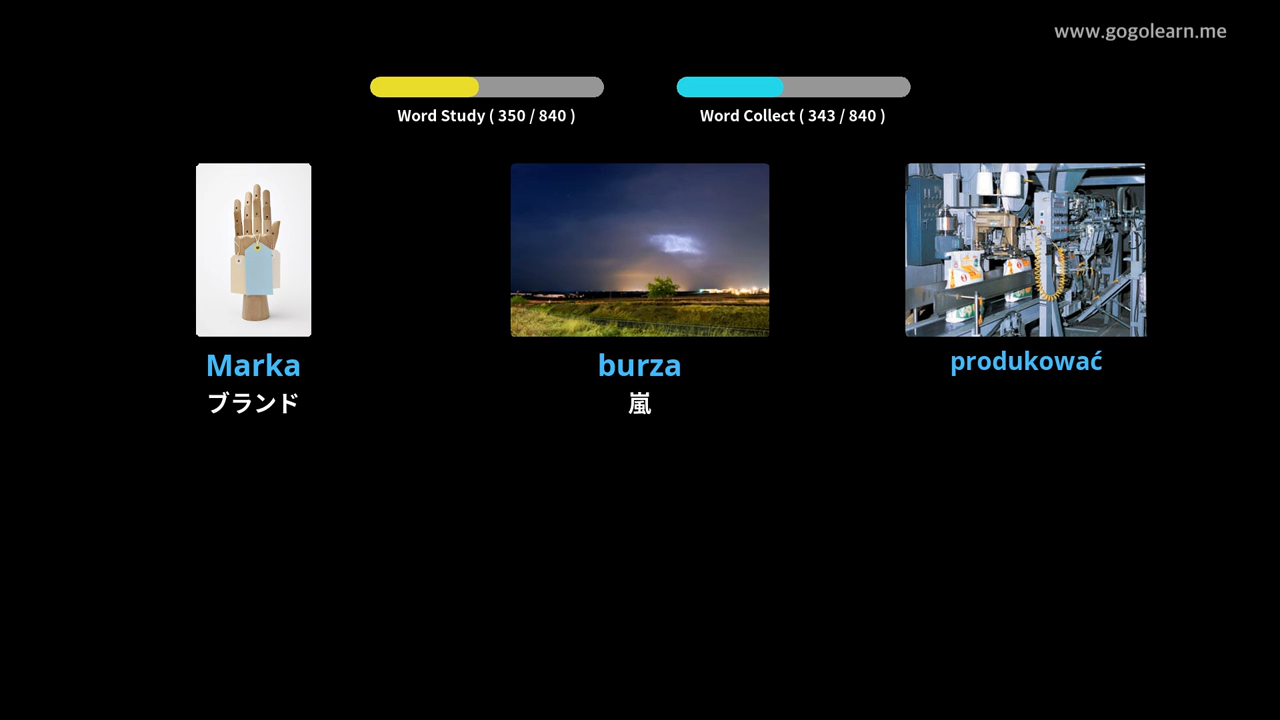 www.gogolearn.me
Word Study ( 350 / 840 )
Word Collect ( 343 / 840 )
Marka
ブランド
burza
嵐
produkować